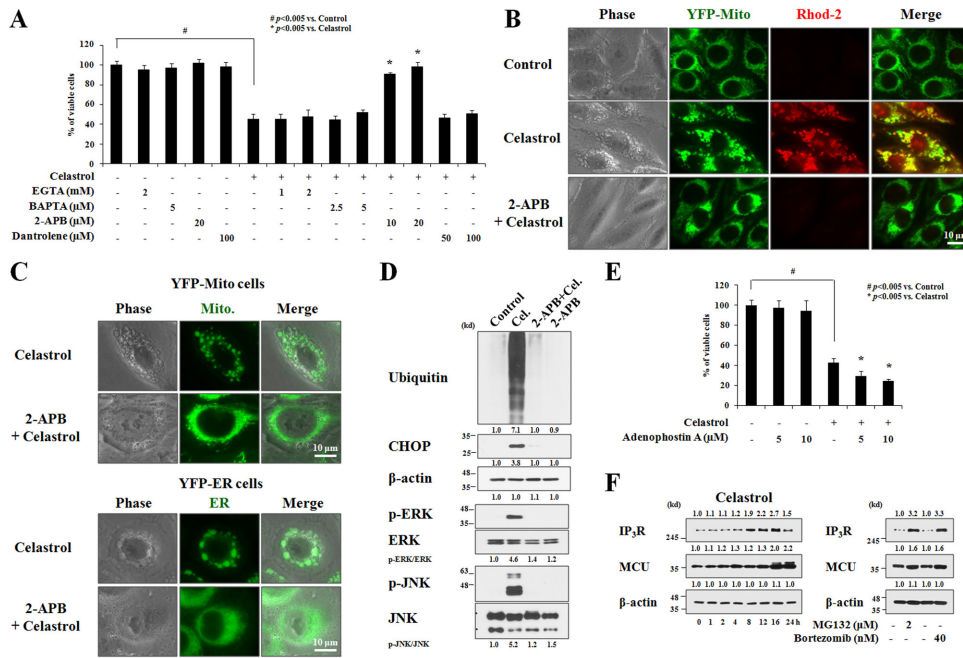 A
# p<0.005 vs. Control
* p<0.005 vs. Celastrol
#
% of viable cells
120
100
80
60
40
20
0
* *
Celastrol - - - - - + + + + + + + + +
EGTA (mM) - 2 - - - - 1 2 - - - - - -
BAPTA (μM) - - 5 - - - - - 2.5 5 - - - -
2-APB (μM) - - - 20 - - - - - - 10 20 - -
Dantrolene (μM) - - - - 100 - - - - - - - 50 100
B
Phase YFP-Mito Rhod-2 Merge
Control
Celastrol
2-APB
+ Celastrol
10 μm
C
YFP-Mito cells
Phase Mito. Merge
Celastrol
2-APB
+ Celastrol
10 μm
YFP-ER cells
Phase ER Merge
Celastrol
2-APB
+ Celastrol
10 μm
D
Control Cel. 2-APB+Cel. 2-APB
(kd)
Ubiquitin
1.0 7.1 1.0 0.9
CHOP
35
25
1.0 3.8 1.0 1.0
β-actin
48
35
1.0 1.0 1.1 1.0
p-ERK
48
ERK
p-ERK/ERK 1.0 4.6 1.4 1.2
p-JNK
63
48
JNK
p-JNK/JNK 1.0 5.2 1.2 1.5
E
# p<0.005 vs. Control
* p<0.005 vs. Celastrol
#
% of viable cells
120
100
80
60
40
20
0
* *
Celastrol - - - + + +
Adenophostin A (μM) - 5 10 - 5 10
F
Celastrol
(kd) 1.0 1.1 1.0 1.2 1.9 2.2 2.7 1.5
IP3R
245
1.0 1.1 1.2 1.3 1.2 1.3 2.0 2.2
MCU
35
1.0 1.0 1.0 1.0 1.0 1.0 1.1 1.0
β-actin
48
35
0 1 2 4 8 12 16 24 h
(kd) 1.0 3.2 1.0 3.3
IP3R
245
1.0 1.6 1.0 1.6
MCU
35
1.0 1.1 1.0 1.0
β-actin
48
35
MG132 (μM) - 2 - -
Bortezomib (nM) - - - 40